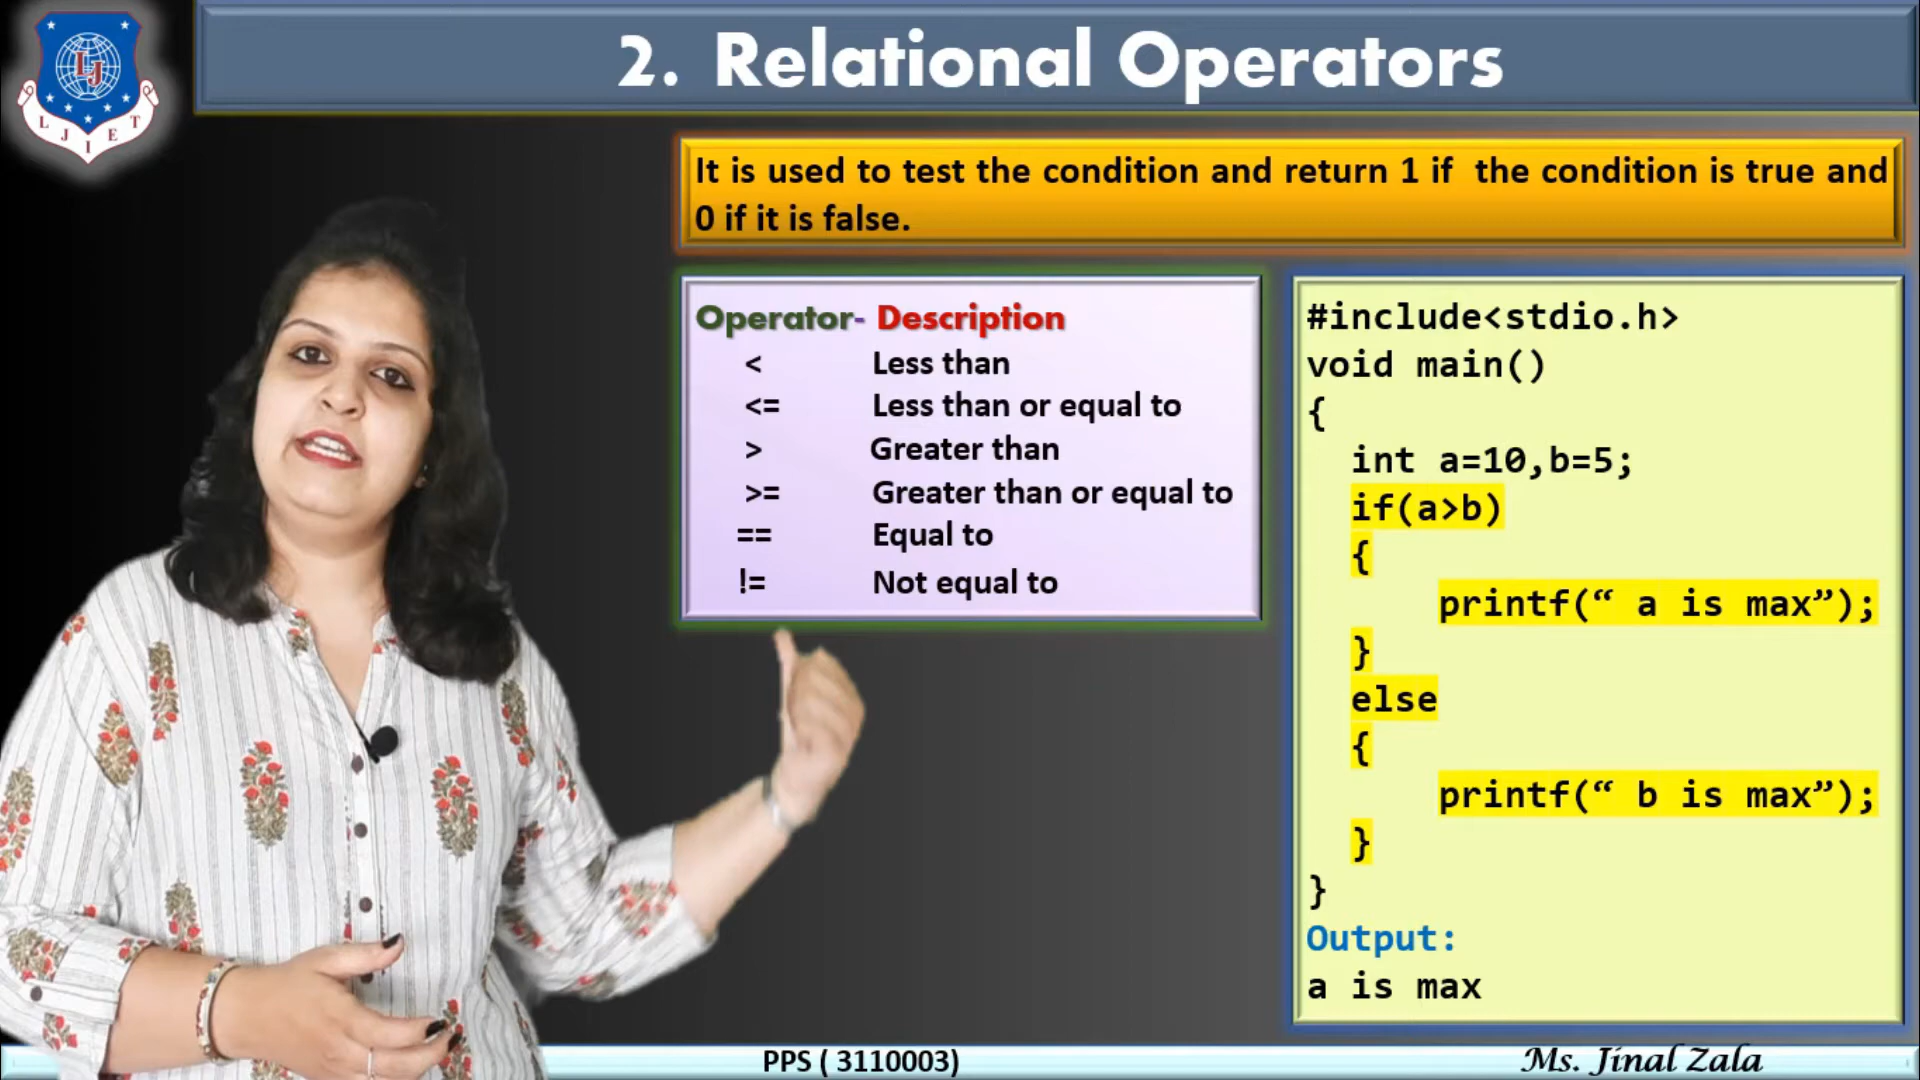 LJ
L J I E T
2. Relational Operators
It is used to test the condition and return 1 if the condition is true and
0 if it is false.
Operator- Description
< Less than
<= Less than or equal to
> Greater than
>= Greater than or equal to
== Equal to
!= Not equal to
#include<stdio.h>
void main()
{
int a=10,b=5;
if(a>b)
{
printf(“ a is max”);
}
else
{
printf(“ b is max”);
}
}
Output:
a is max
PPS ( 3110003)
Ms. Jinal Zala